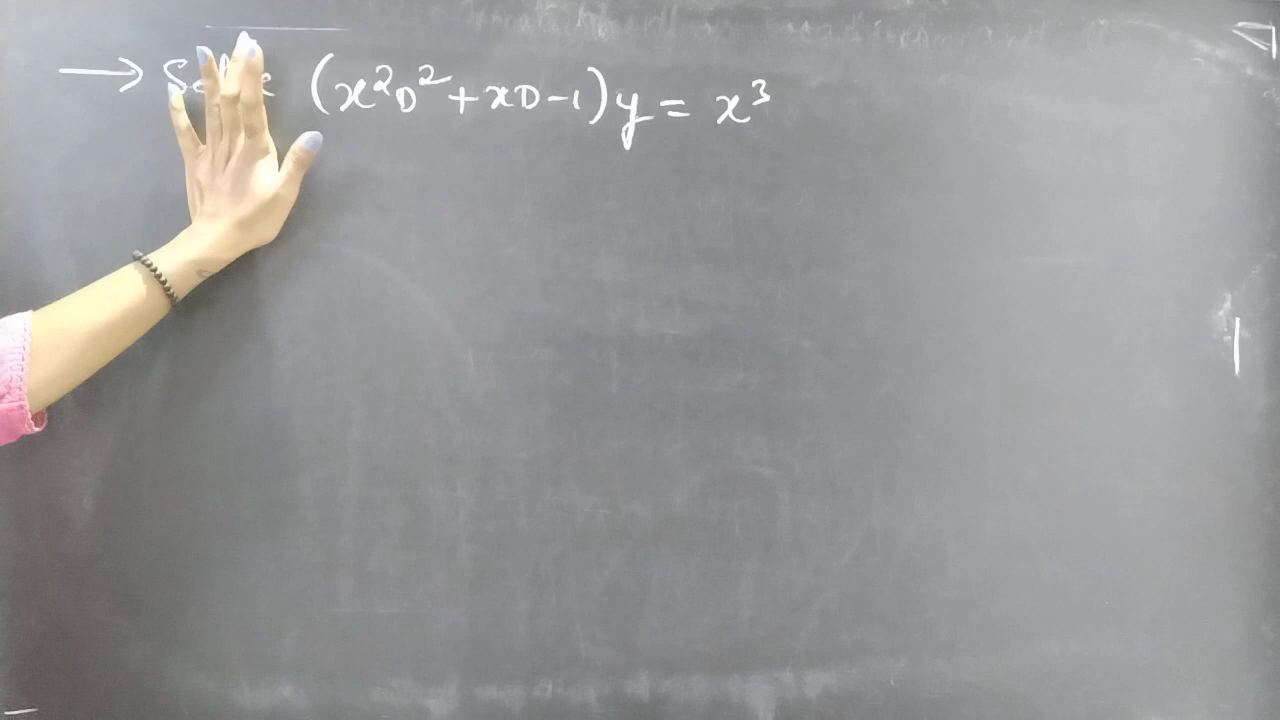 → Solve (x²D²+xD-1)y = x³